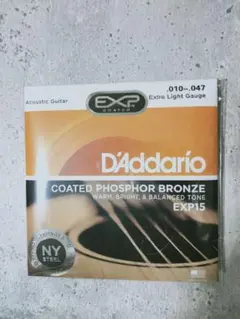 Acoustic Guitar
EXP
COATED
.010-.047
Extra Light Gauge
D'Addario
COATED PHOSPHOR BRONZE
WARM, BRIGHT, & BALANCED TONE
EXP15
NY
STEEL